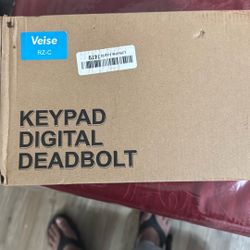 Veise
RZ-C
KEYPAD
DIGITAL
DEADBOLT